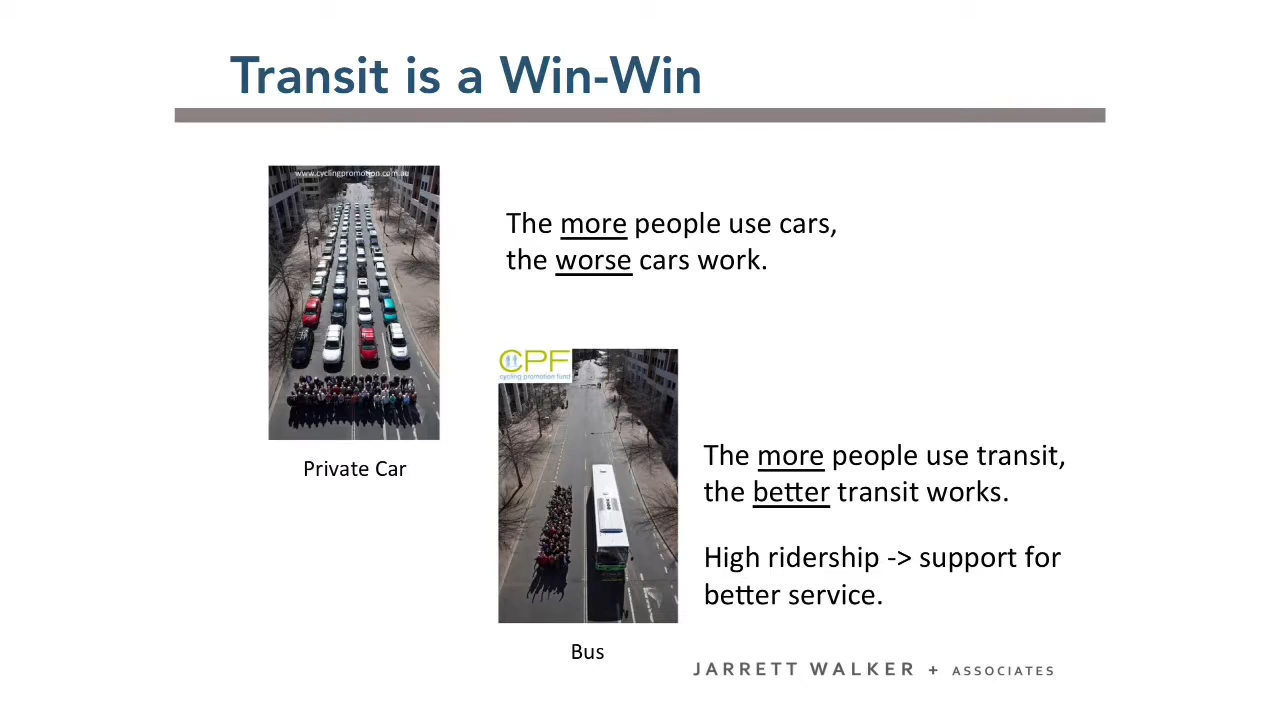 Transit is a Win-Win
www.cyclingpromotion.com.au
The more people use cars,
the worse cars work.
Private Car
CPF
cycling promotion fund
The more people use transit,
the better transit works.
High ridership -> support for
better service.
Bus
JARRETT WALKER + ASSOCIATES